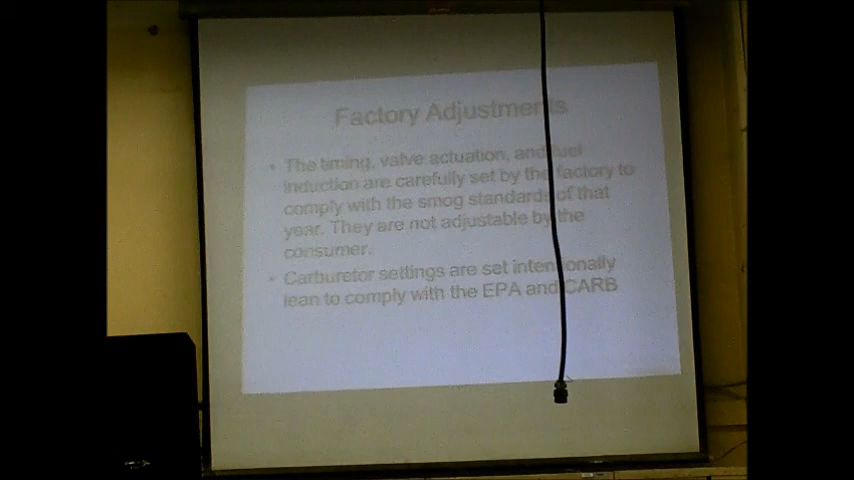 Factory Adjustments
• The timing, valve actuation, and fuel
induction are carefully set by the factory to
comply with the smog standards of that
year. They are not adjustable by the
consumer.
• Carburetor settings are set intentionally
lean to comply with the EPA and CARB